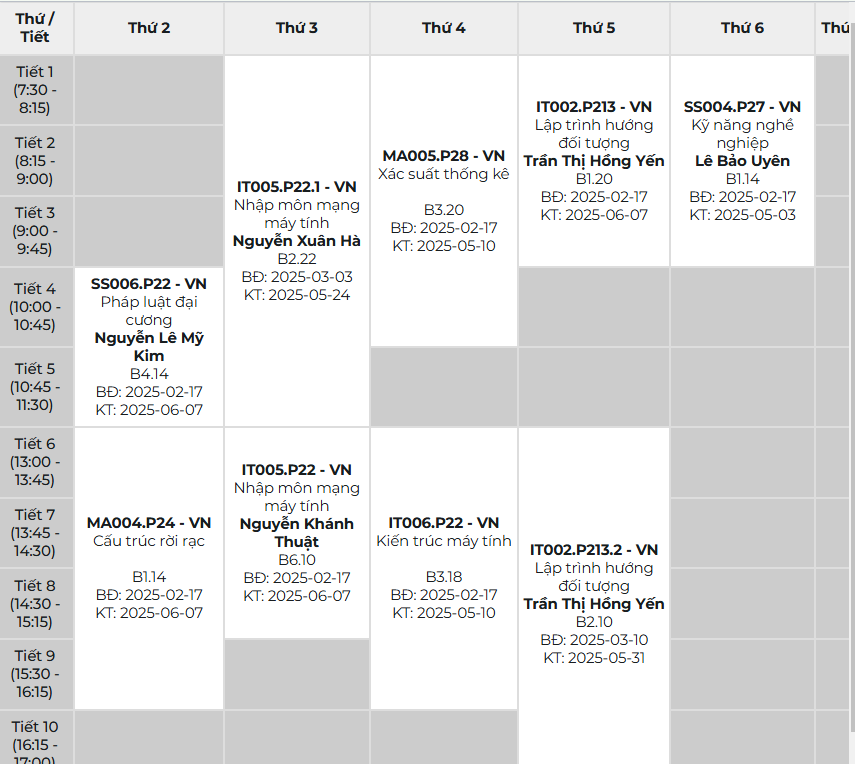 Thứ /
Tiết
Thứ 2
Thứ 3
Thứ 4
Thứ 5
Thứ 6
Thứ
Tiết 1
(7:30 -
8:15)
Tiết 2
(8:15 -
9:00)
Tiết 3
(9:00 -
9:45)
Tiết 4
(10:00 -
10:45)
Tiết 5
(10:45 -
11:30)
Tiết 6
(13:00 -
13:45)
Tiết 7
(13:45 -
14:30)
Tiết 8
(14:30 -
15:15)
Tiết 9
(15:30 -
16:15)
Tiết 10
(16:15 -
17:00)
SS006.P22 - VN
Pháp luật đại
cương
Nguyễn Lê Mỹ
Kim
B4.14
BĐ: 2025-02-17
KT: 2025-06-07
MA004.P24 - VN
Cấu trúc rời rạc
B1.14
BĐ: 2025-02-17
KT: 2025-06-07
IT005.P22.1 - VN
Nhập môn mạng
máy tính
Nguyễn Xuân Hà
B2.22
BĐ: 2025-03-03
KT: 2025-05-24
IT005.P22 - VN
Nhập môn mạng
máy tính
Nguyễn Khánh
Thuật
B6.10
BĐ: 2025-02-17
KT: 2025-06-07
MA005.P28 - VN
Xác suất thống kê
B3.20
BĐ: 2025-02-17
KT: 2025-05-10
IT006.P22 - VN
Kiến trúc máy tính
B3.18
BĐ: 2025-02-17
KT: 2025-05-10
IT002.P213 - VN
Lập trình hướng
đối tượng
Trần Thị Hồng Yến
B1.20
BĐ: 2025-02-17
KT: 2025-06-07
IT002.P213.2 - VN
Lập trình hướng
đối tượng
Trần Thị Hồng Yến
B2.10
BĐ: 2025-03-10
KT: 2025-05-31
SS004.P27 - VN
Kỹ năng nghề
nghiệp
Lê Bảo Uyên
B1.14
BĐ: 2025-02-17
KT: 2025-05-03